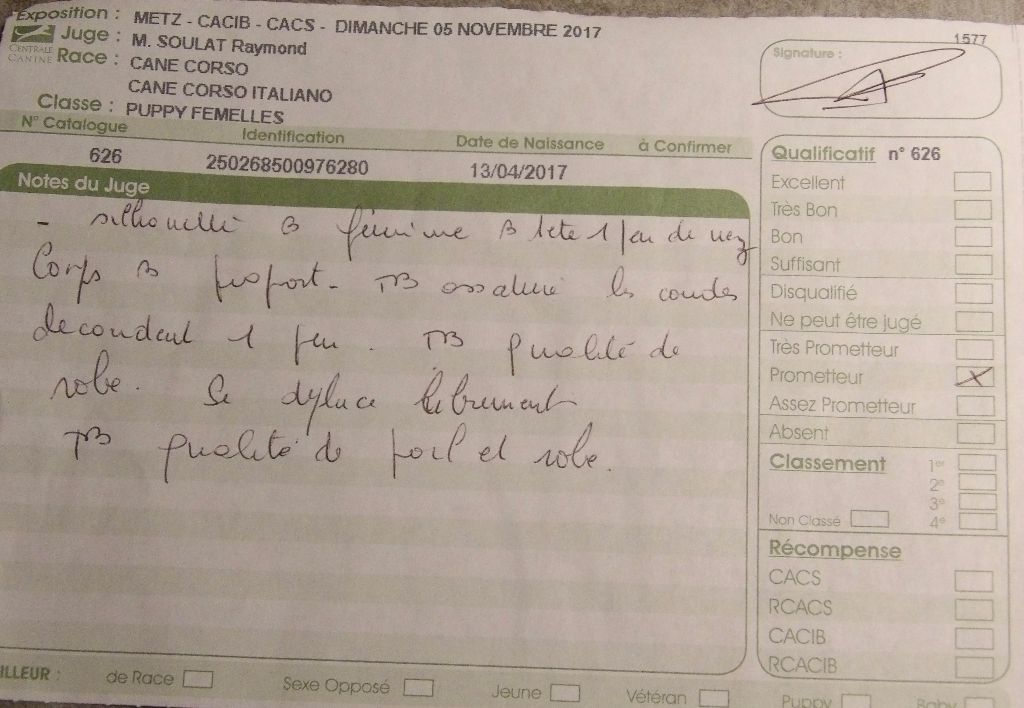 Exposition : METZ - CACIB - CACS - DIMANCHE 05 NOVEMBRE 2017
Juge : M. SOULAT Raymond
CENTRALE CANINE
Race : CANE CORSO
CANE CORSO ITALIANO
Classe : PUPPY FEMELLES
N° Catalogue Identification Date de Naissance à Confirmer
626 250268500976280 13/04/2017
Notes du Juge
- silhouette B féminine B tete 1 peu de nez
Corps B proport. TB ossature les coudes
decoudent 1 peu. TB qualité de
robe. Se déplace librement
TB qualité de poil et robe.
1577
Signature :
Qualificatif n° 626
Excellent
Très Bon
Bon
Suffisant
Disqualifié
Ne peut être jugé
Très Prometteur
Prometteur X
Assez Prometteur
Absent
Classement 1er
2e
3e
Non Classé 4e
Récompense
CACS
RCACS
CACIB
RCACIB
ILLEUR : de Race Sexe Opposé Jeune Vétéran Puppy Baby